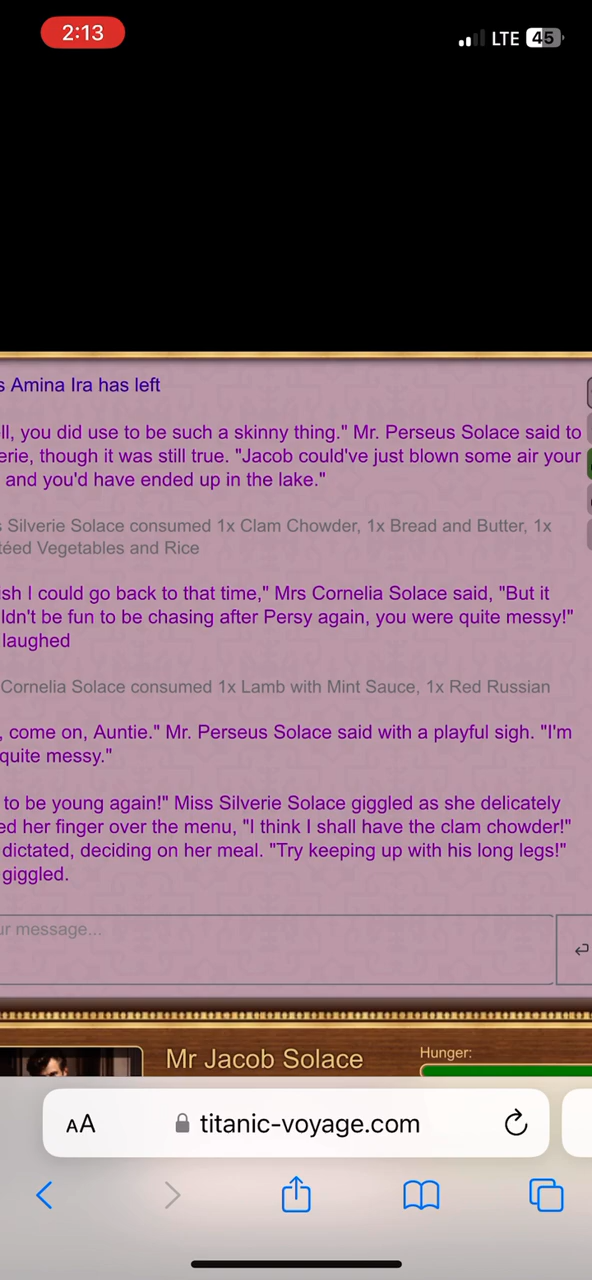 2:13
LTE 45
s Amina Ira has left
ll, you did use to be such a skinny thing." Mr. Perseus Solace said to
erie, though it was still true. "Jacob could've just blown some air your
and you'd have ended up in the lake."
s Silverie Solace consumed 1x Clam Chowder, 1x Bread and Butter, 1x
téed Vegetables and Rice
ish I could go back to that time," Mrs Cornelia Solace said, "But it
ldn't be fun to be chasing after Persy again, you were quite messy!"
laughed
Cornelia Solace consumed 1x Lamb with Mint Sauce, 1x Red Russian
, come on, Auntie." Mr. Perseus Solace said with a playful sigh. "I'm
quite messy."
to be young again!" Miss Silverie Solace giggled as she delicately
ed her finger over the menu, "I think I shall have the clam chowder!"
dictated, deciding on her meal. "Try keeping up with his long legs!"
giggled.
ur message...
Mr Jacob Solace
Hunger:
AA
titanic-voyage.com